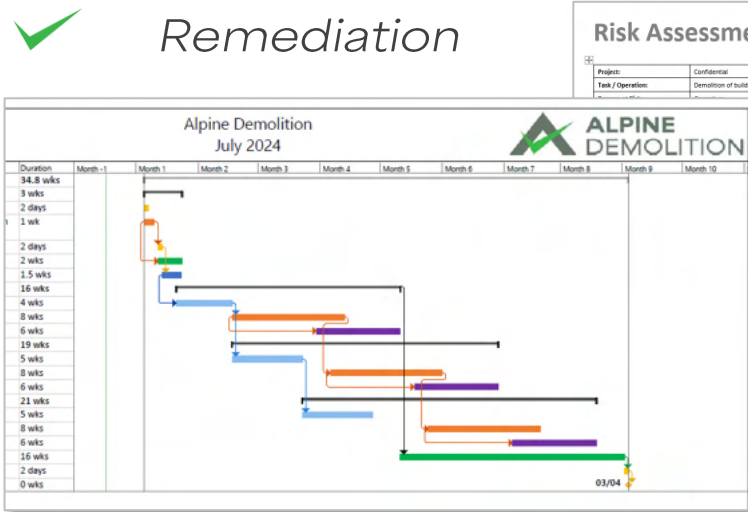 Remediation
Risk Assessme
Project: Confidential
Task / Operation: Demolition of build
Alpine Demolition
July 2024
ALPINE
DEMOLITION
Duration Month -1 Month 1 Month 2 Month 3 Month 4 Month 5 Month 6 Month 7 Month 8 Month 9 Month 10
34.8 wks
3 wks
2 days
1 wk
2 days
2 wks
1.5 wks
16 wks
4 wks
8 wks
6 wks
19 wks
5 wks
8 wks
6 wks
21 wks
5 wks
8 wks
6 wks
16 wks
2 days
0 wks 03/04